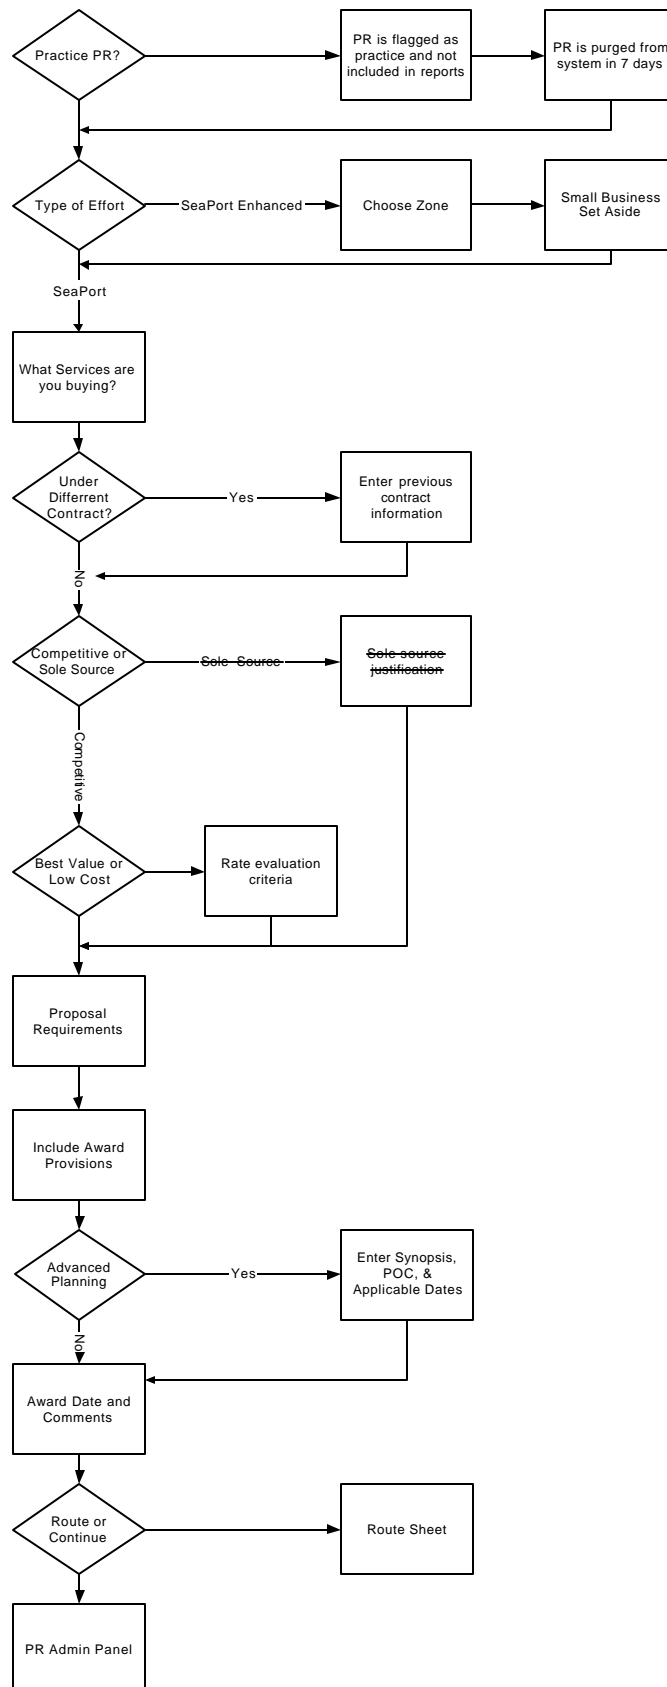 Practice PR?
PR is flagged as
practice and not
included in reports
PR is purged from
system in 7 days
Type of Effort
SeaPort Enhanced
Choose Zone
Small Business
Set Aside
SeaPort
What Services are
you buying?
Under
Different
Contract?
Yes
Enter previous
contract
information
No
Competitive or
Sole Source
Sole Source
Sole source
justification
Competitive
Best Value or
Low Cost
Rate evaluation
criteria
Proposal
Requirements
Include Award
Provisions
Advanced
Planning
Yes
Enter Synopsis,
POC, &
Applicable Dates
No
Award Date and
Comments
Route or
Continue
Route Sheet
PR Admin Panel